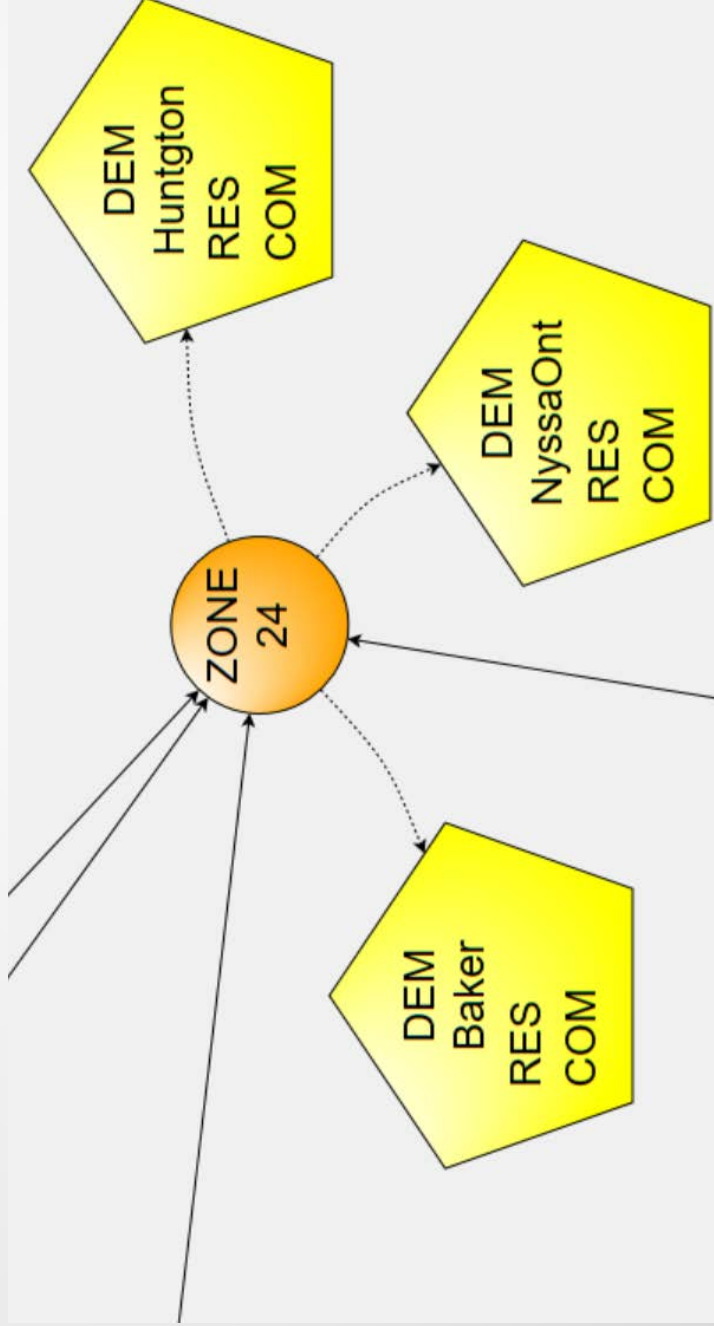 DEM
Huntgton
RES
COM
ZONE
24
DEM
Baker
RES
COM
DEM
NyssaOnt
RES
COM